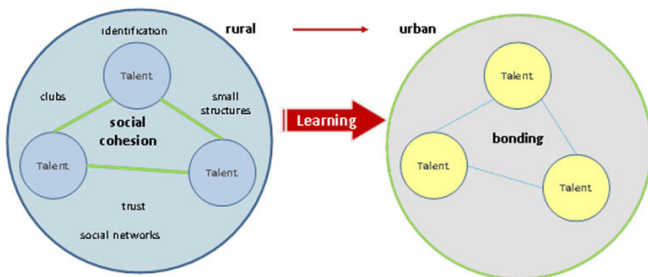 identification
rural
urban
Talent
Talent
clubs
small
structures
social
cohesion
Learning
bonding
Talent
Talent
Talent
Talent
trust
social networks